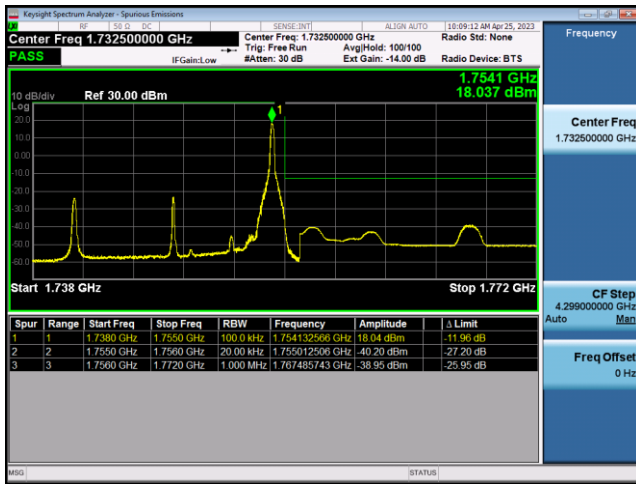 Keysight Spectrum Analyzer - Spurious Emissions
RF 50 Ω DC SENSE:INT ALIGN AUTO 10:09:12 AM Apr 25, 2023
Center Freq 1.732500000 GHz
PASS
IFGain:Low
Center Freq: 1.732500000 GHz
Trig: Free Run Avg|Hold: 100/100
#Atten: 30 dB Ext Gain: -14.00 dB
Radio Std: None
Radio Device: BTS
1.7541 GHz
18.037 dBm
10 dB/div Ref 30.00 dBm
Log
1
20.0
10.0
0.00
-10.0
-20.0
-30.0
-40.0
-50.0
-60.0
Start 1.738 GHz Stop 1.772 GHz
Spur Range Start Freq Stop Freq RBW Frequency Amplitude Δ Limit
1 1 1.7380 GHz 1.7550 GHz 100.0 kHz 1.754132566 GHz 18.04 dBm -11.96 dB
2 2 1.7550 GHz 1.7560 GHz 20.00 kHz 1.755012506 GHz -40.20 dBm -27.20 dB
3 3 1.7560 GHz 1.7720 GHz 1.000 MHz 1.767485743 GHz -38.95 dBm -25.95 dB
MSG STATUS
Frequency
Center Freq
1.732500000 GHz
CF Step
4.299000000 GHz
Auto Man
Freq Offset
0 Hz